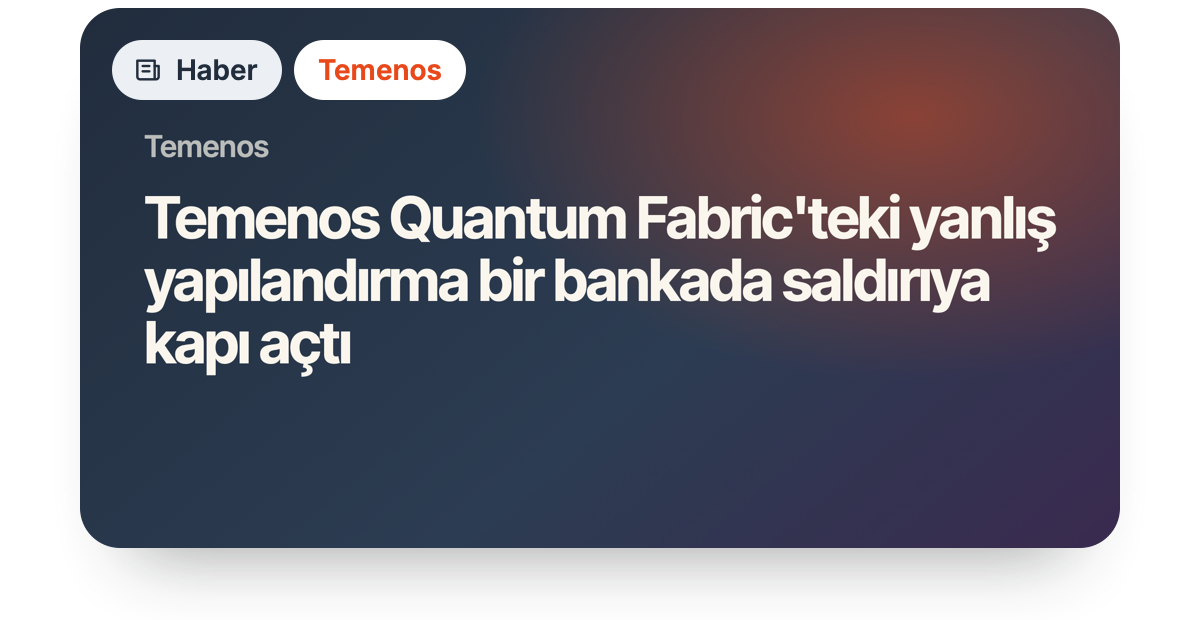 Haber
Temenos
Temenos
Temenos Quantum Fabric'teki yanlış
yapılandırma bir bankada saldırıya
kapı açtı